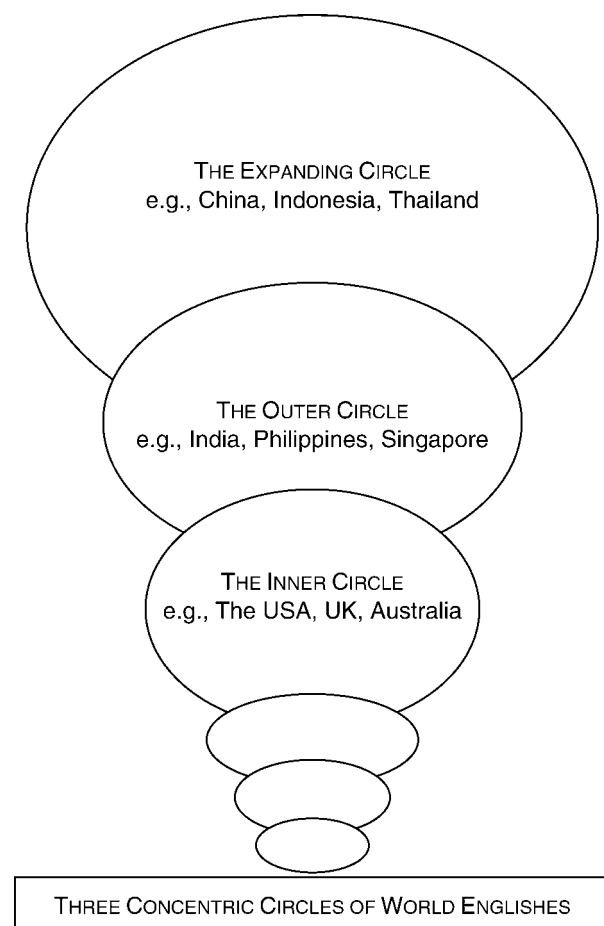 THE EXPANDING CIRCLE
e.g., China, Indonesia, Thailand
THE OUTER CIRCLE
e.g., India, Philippines, Singapore
THE INNER CIRCLE
e.g., The USA, UK, Australia
THREE CONCENTRIC CIRCLES OF WORLD ENGLISHES